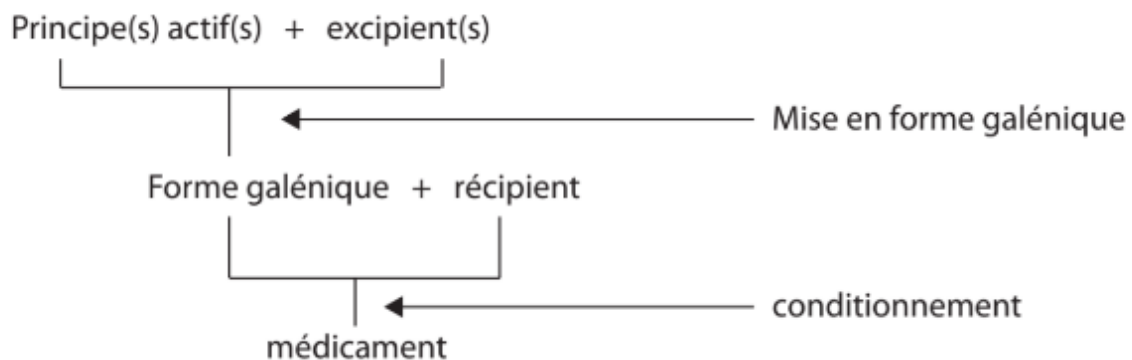 Principe(s) actif(s) + excipient(s)
Mise en forme galénique
Forme galénique + récipient
conditionnement
médicament